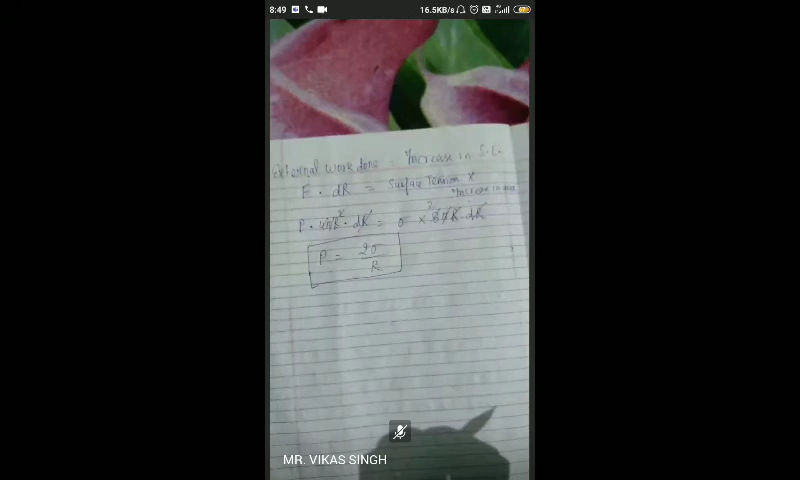 8:49
16.5KB/s
External work done = Increase in S.E.
F · dR = Surface Tension ×
Increase in area
P · 4πR² · dR = σ × 8πR · dR
2
P = 2σ/R
MR. VIKAS SINGH